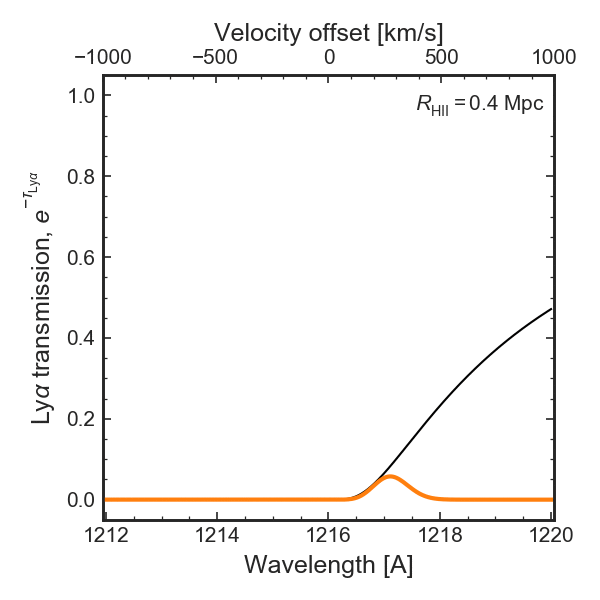 Velocity offset [km/s]
−1000 −500 0 500 1000
R_HII = 0.4 Mpc
1.0
0.8
0.6
0.4
0.2
0.0
Lyα transmission, e^−τ_Lyα
1212 1214 1216 1218 1220
Wavelength [A]